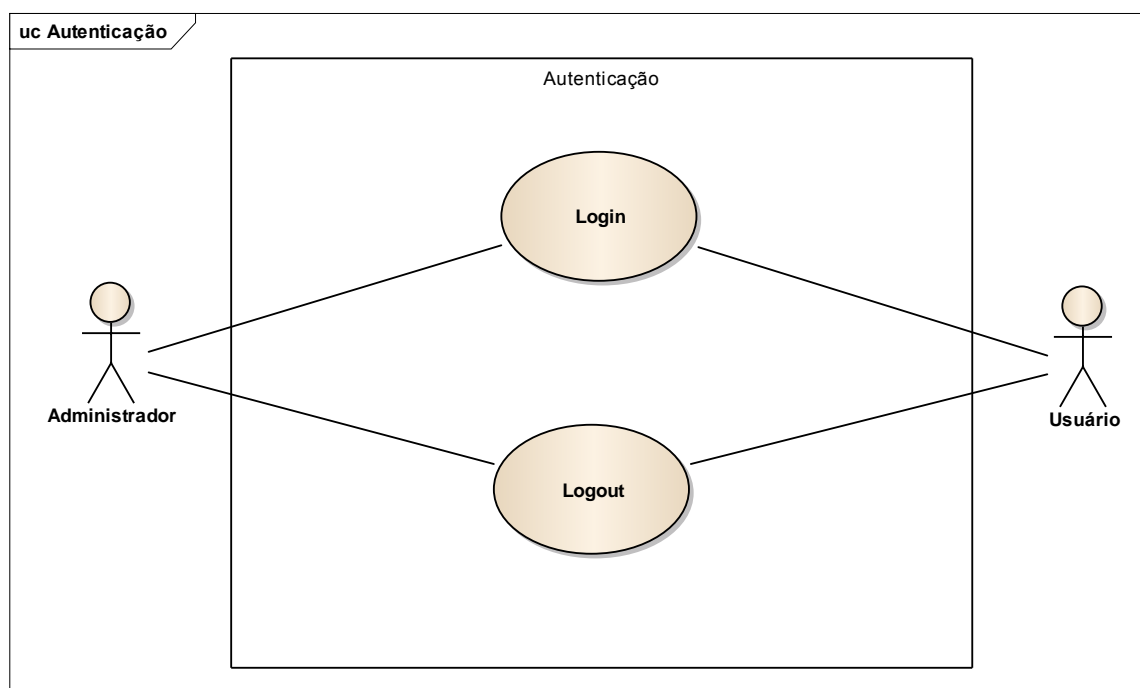 uc Autenticação
Autenticação
Login
Administrador
Usuário
Logout